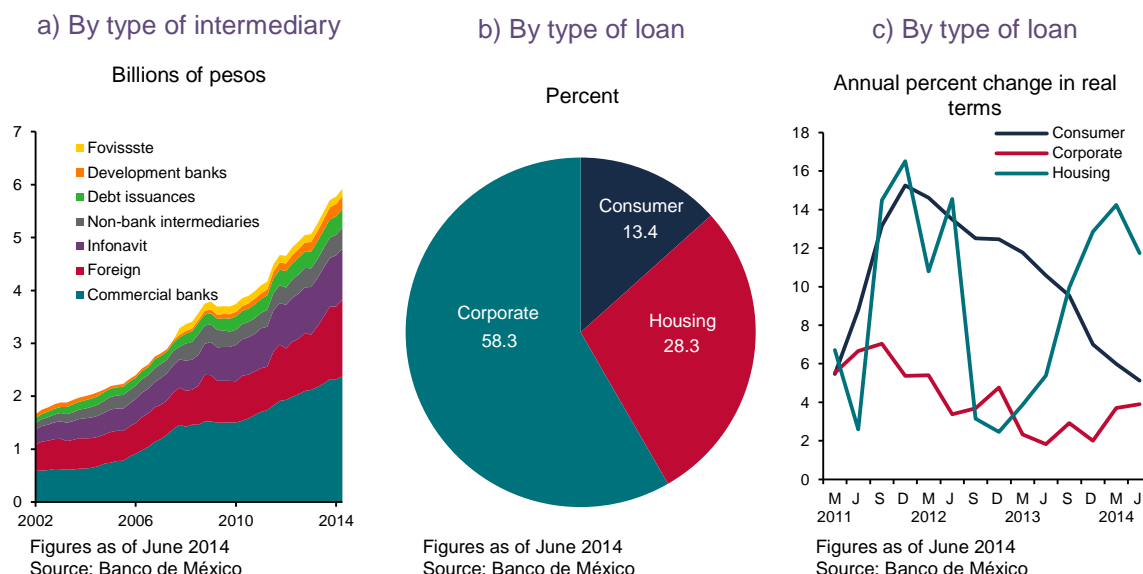 a) By type of intermediary
Billions of pesos
7
6
5
4
3
2
1
0
Fovissste
Development banks
Debt issuances
Non-bank intermediaries
Infonavit
Foreign
Commercial banks
2002 2006 2010 2014
Figures as of June 2014
Source: Banco de México
b) By type of loan
Percent
Consumer
13.4
Housing
28.3
Corporate
58.3
Figures as of June 2014
Source: Banco de México
c) By type of loan
Annual percent change in real
terms
18
16
14
12
10
8
6
4
2
0
Consumer
Corporate
Housing
M J S D M J S D M J S D M J
2011 2012 2013 2014
Figures as of June 2014
Source: Banco de México